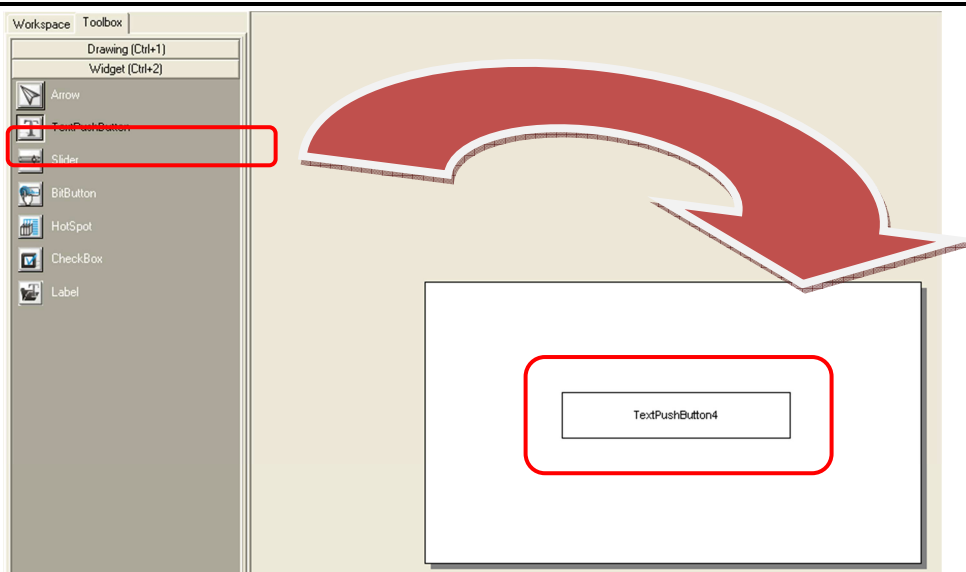 Workspace Toolbox
Drawing (Ctrl+1)
Widget (Ctrl+2)
Arrow
TextPushButton
Slider
BitButton
HotSpot
CheckBox
Label
TextPushButton4